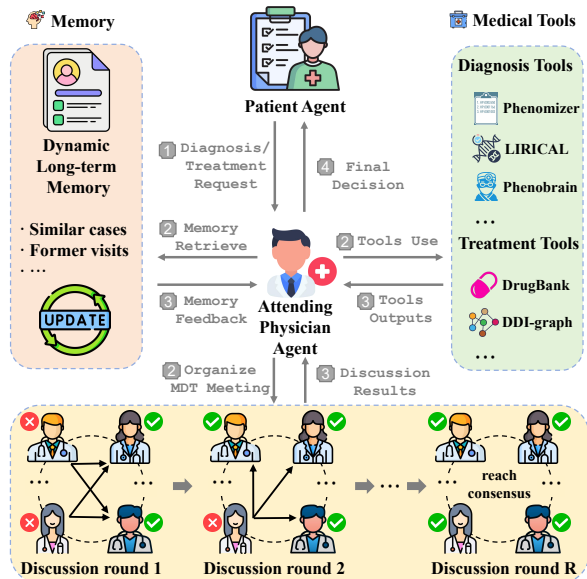 Memory
Medical Tools
Dynamic
Long-term
Memory
· Similar cases
· Former visits
· ...
UPDATE
Patient Agent
1 Diagnosis/
Treatment
Request
4 Final
Decision
2 Memory
Retrieve
2 Tools Use
3 Memory
Feedback
3 Tools
Outputs
Attending
Physician
Agent
2 Organize
MDT Meeting
3 Discussion
Results
Diagnosis Tools
Phenomizer
LIRICAL
Phenobrain
...
Treatment Tools
DrugBank
DDI-graph
...
... ...
Discussion round 1
... ...
Discussion round 2
...
... reach
consensus ...
Discussion round R